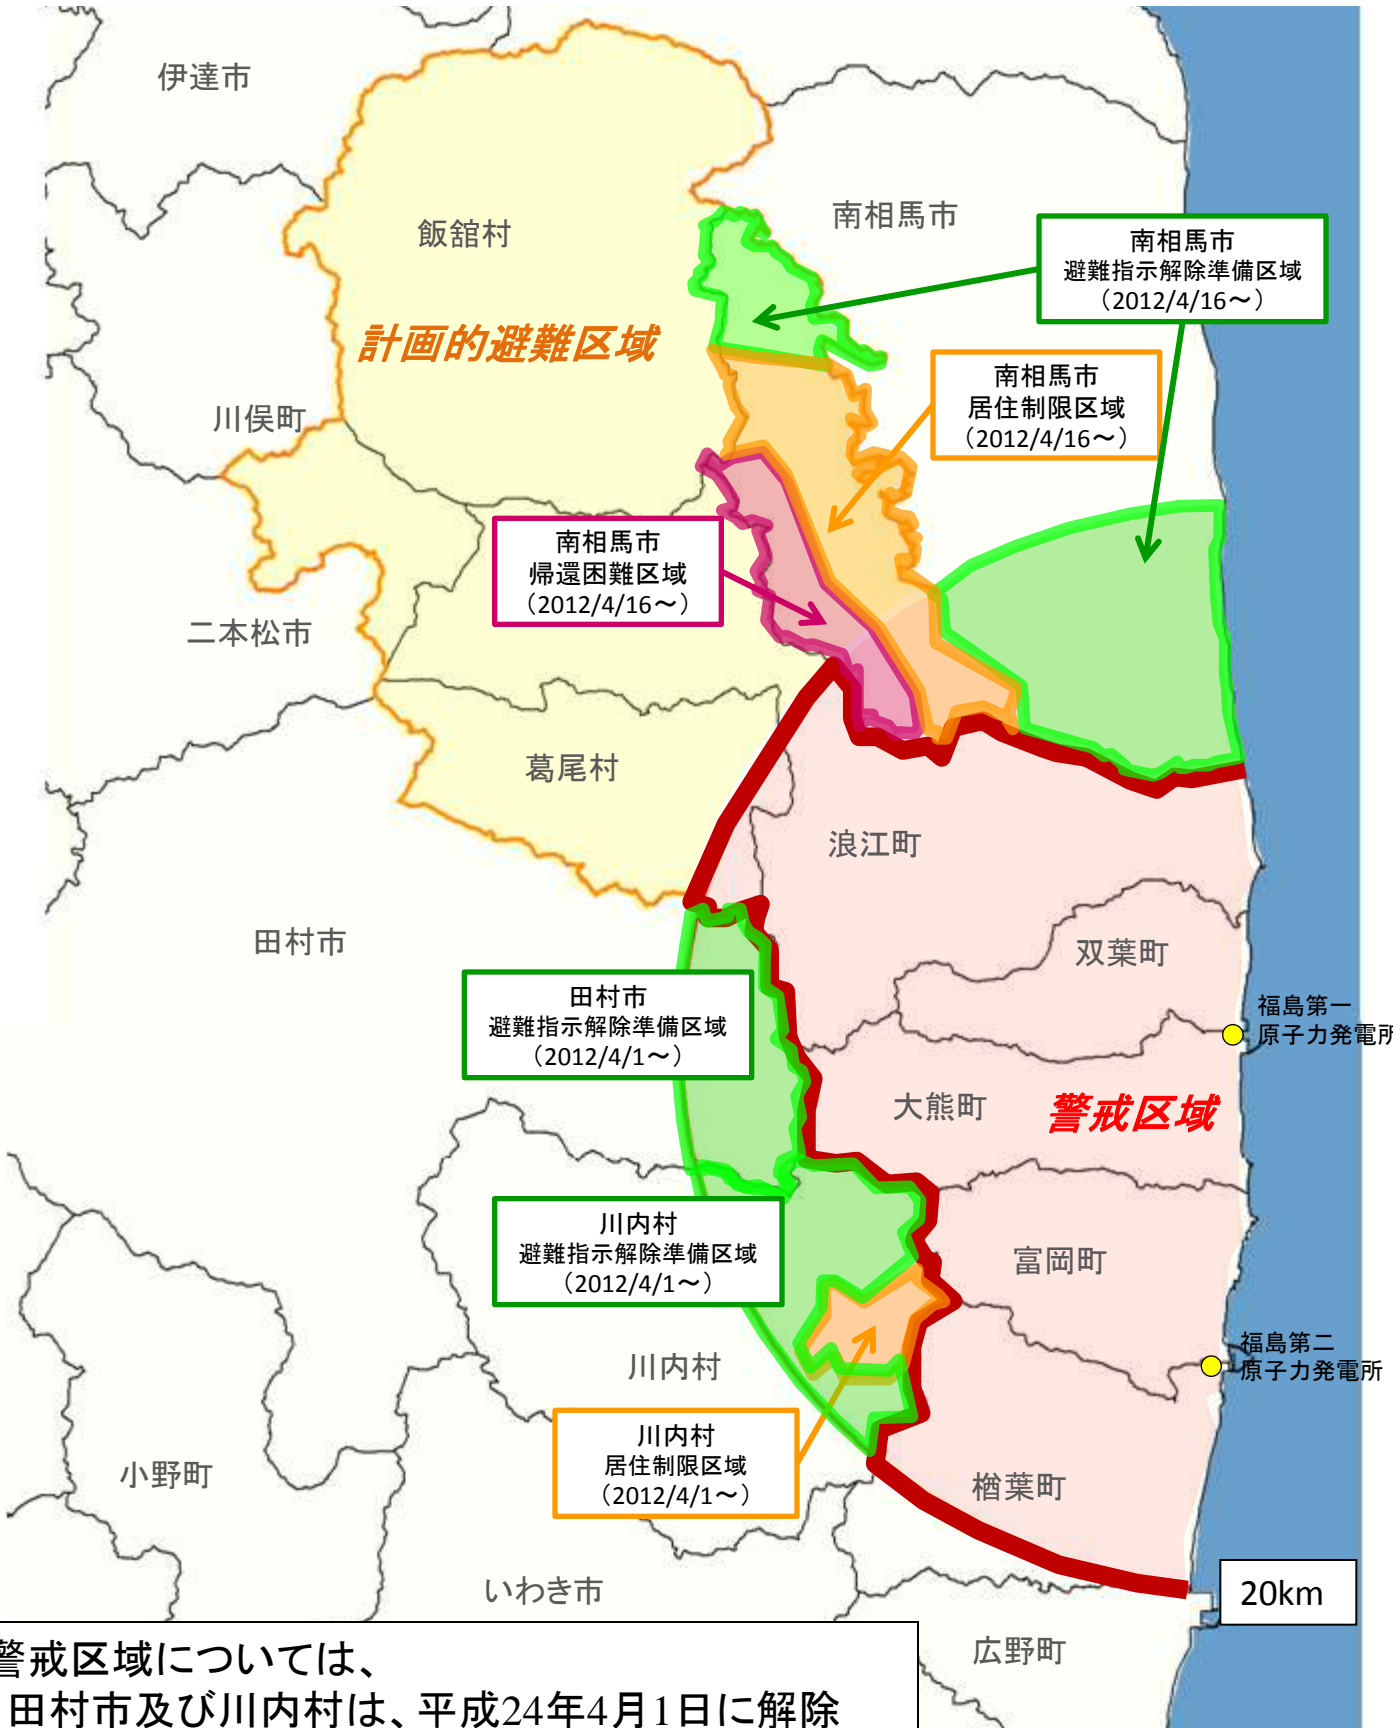 伊達市
飯舘村
南相馬市
南相馬市
避難指示解除準備区域
（2012/4/16～）
計画的避難区域
南相馬市
居住制限区域
（2012/4/16～）
川俣町
南相馬市
帰還困難区域
（2012/4/16～）
二本松市
葛尾村
浪江町
田村市
双葉町
田村市
避難指示解除準備区域
（2012/4/1～）
福島第一
原子力発電所
大熊町
警戒区域
川内村
避難指示解除準備区域
（2012/4/1～）
富岡町
川内村
福島第二
原子力発電所
川内村
居住制限区域
（2012/4/1～）
小野町
楢葉町
いわき市
20km
広野町
警戒区域については、
田村市及び川内村は、平成24年4月1日に解除